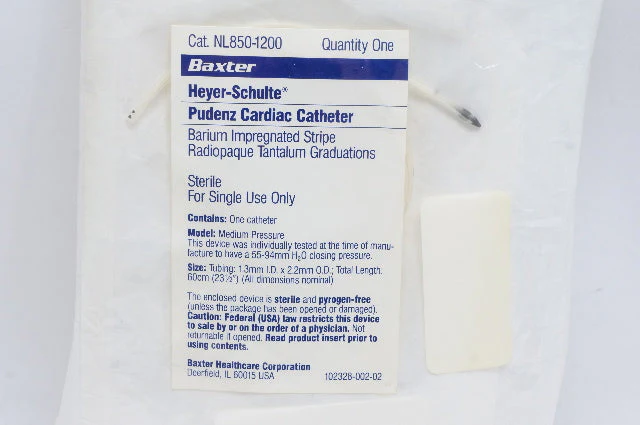 Cat. NL850-1200 Quantity One
Baxter
Heyer-Schulte®
Pudenz Cardiac Catheter
Barium Impregnated Stripe
Radiopaque Tantalum Graduations
Sterile
For Single Use Only
Contains: One catheter
Model: Medium Pressure
This device was individually tested at the time of manu-
facture to have a 55-94mm H₂O closing pressure.
Size: Tubing: 1.3mm I.D. x 2.2mm O.D.; Total Length:
60cm (23½") (All dimensions nominal)
The enclosed device is sterile and pyrogen-free
(unless the package has been opened or damaged).
Caution: Federal (USA) law restricts this device
to sale by or on the order of a physician. Not
returnable if opened. Read product insert prior to
using contents.
Baxter Healthcare Corporation
Deerfield, IL 60015 USA 102326-002-02